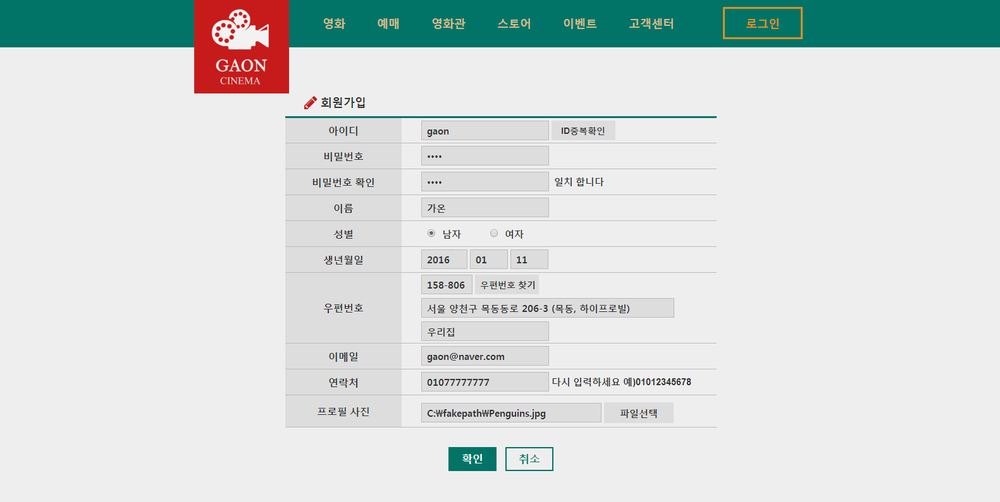 영화 예매 영화관 스토어 이벤트 고객센터 로그인
GAON
CINEMA
회원가입
아이디 gaon ID중복확인
비밀번호 ••••
비밀번호 확인 •••• 일치 합니다
이름 가온
성별 남자 여자
생년월일 2016 01 11
158-806 우편번호 찾기
우편번호 서울 양천구 목동동로 206-3 (목동, 하이프로빌)
우리집
이메일 gaon@naver.com
연락처 01077777777 다시 입력하세요 예)01012345678
프로필 사진 C:₩fakepath₩Penguins.jpg 파일선택
확인 취소